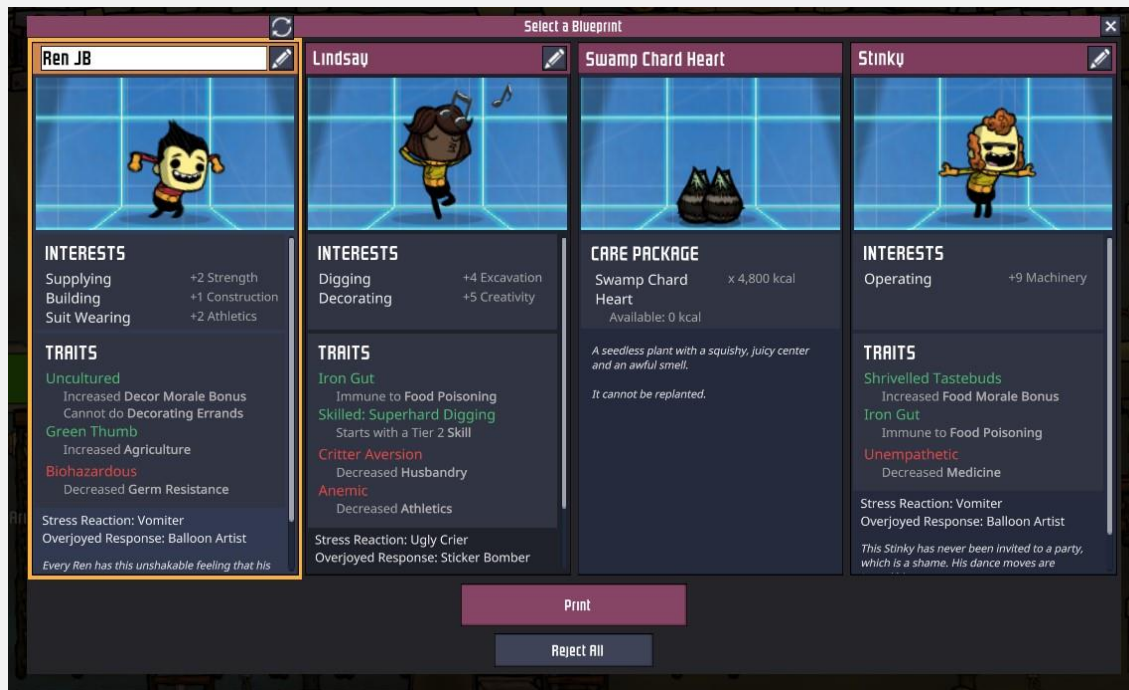 Select a Blueprint
Ren JB
INTERESTS
Supplying +2 Strength
Building +1 Construction
Suit Wearing +2 Athletics
TRAITS
Uncultured
Increased Decor Morale Bonus
Cannot do Decorating Errands
Green Thumb
Increased Agriculture
Biohazardous
Decreased Germ Resistance
Stress Reaction: Vomiter
Overjoyed Response: Balloon Artist
Every Ren has this unshakable feeling that his
Lindsay
INTERESTS
Digging +4 Excavation
Decorating +5 Creativity
TRAITS
Iron Gut
Immune to Food Poisoning
Skilled: Superhard Digging
Starts with a Tier 2 Skill
Critter Aversion
Decreased Husbandry
Anemic
Decreased Athletics
Stress Reaction: Ugly Crier
Overjoyed Response: Sticker Bomber
Swamp Chard Heart
CARE PACKAGE
Swamp Chard x 4,800 kcal
Heart
Available: 0 kcal
A seedless plant with a squishy, juicy center
and an awful smell.
It cannot be replanted.
Stinky
INTERESTS
Operating +9 Machinery
TRAITS
Shrivelled Tastebuds
Increased Food Morale Bonus
Iron Gut
Immune to Food Poisoning
Unempathetic
Decreased Medicine
Stress Reaction: Vomiter
Overjoyed Response: Balloon Artist
This Stinky has never been invited to a party,
which is a shame. His dance moves are
Print
Reject All